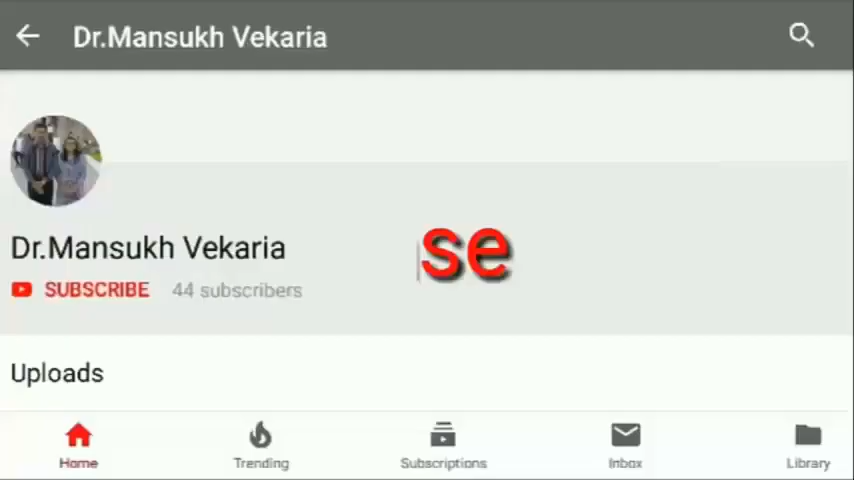 Dr.Mansukh Vekaria
Dr.Mansukh Vekaria
se
SUBSCRIBE 44 subscribers
Uploads
Home Trending Subscriptions Inbox Library